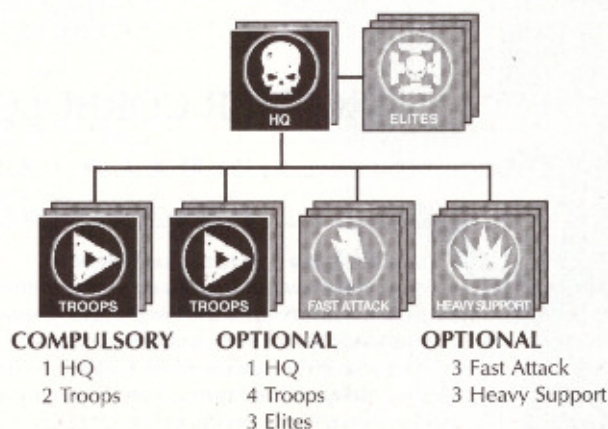 HQ
ELITES
TROOPS
TROOPS
FAST ATTACK
HEAVY SUPPORT
COMPULSORY OPTIONAL OPTIONAL
1 HQ 1 HQ 3 Fast Attack
2 Troops 4 Troops 3 Heavy Support
3 Elites